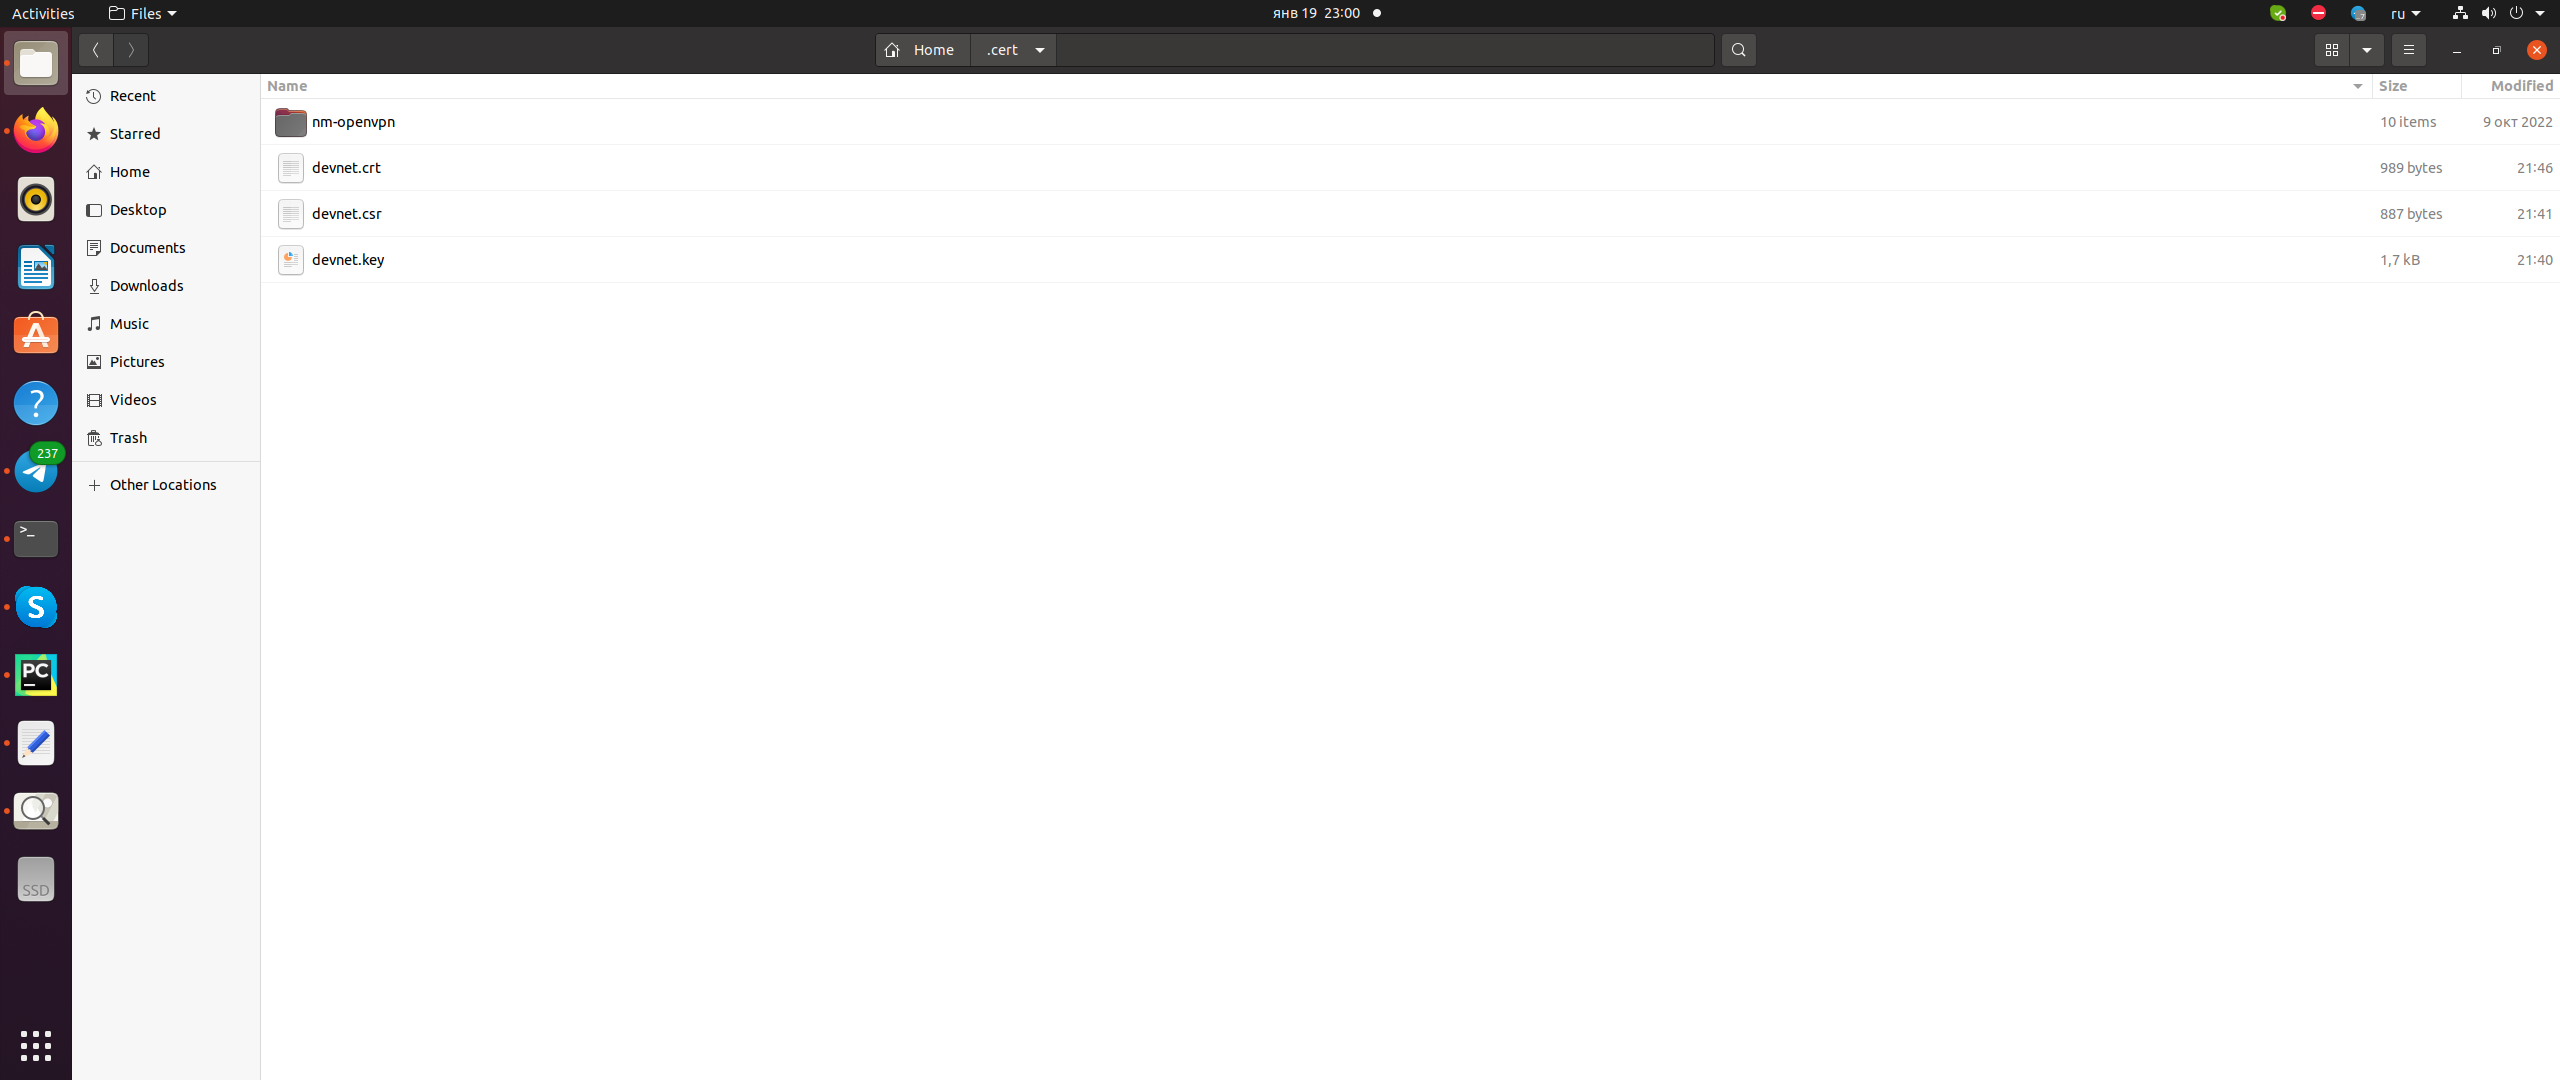 Activities
Files
янв 19 23:00
ru
Home
.cert
Name
Size
Modified
nm-openvpn
10 items
9 окт 2022
devnet.crt
989 bytes
21:46
devnet.csr
887 bytes
21:41
devnet.key
1,7 kB
21:40
Recent
Starred
Home
Desktop
Documents
Downloads
Music
Pictures
Videos
Trash
Other Locations
A
?
237
>_
S
PC
SSD